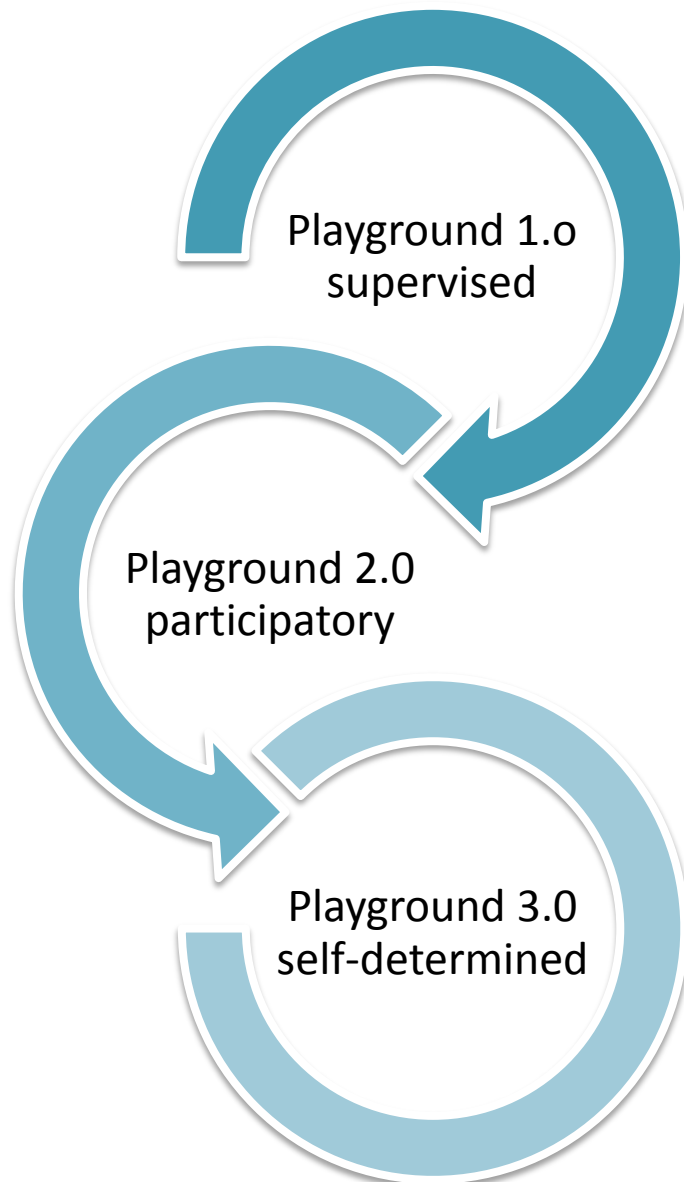 Playground 1.o
supervised
Playground 2.0
participatory
Playground 3.0
self-determined